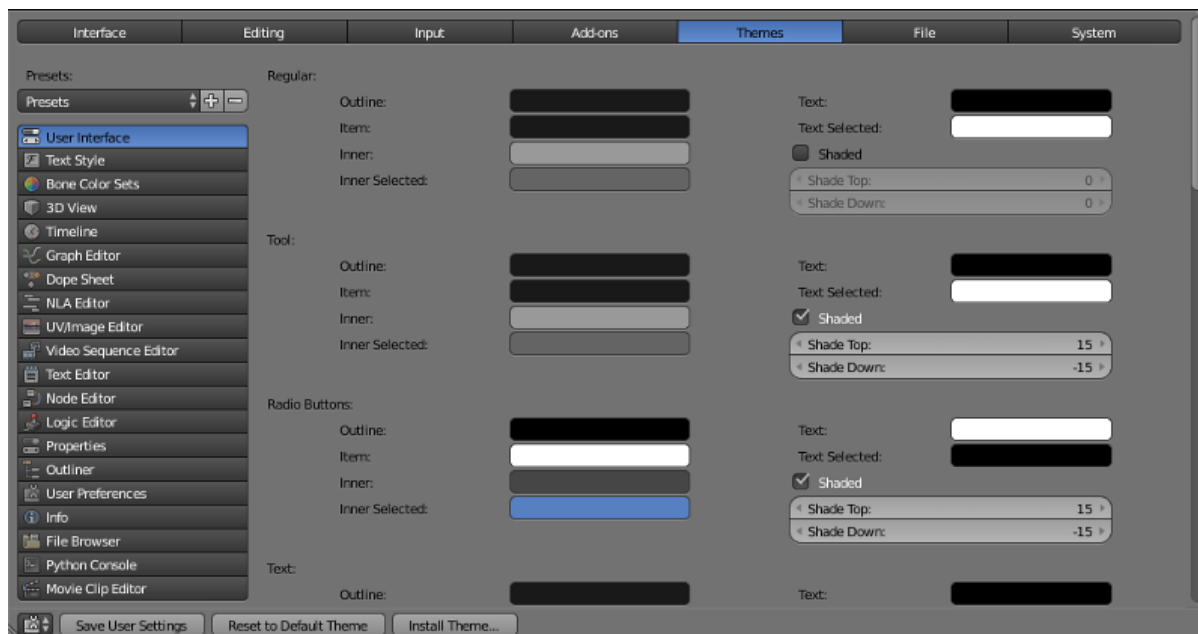 Interface Editing Input Add-ons Themes File System
Presets:
Presets
User Interface
Text Style
Bone Color Sets
3D View
Timeline
Graph Editor
Dope Sheet
NLA Editor
UV/Image Editor
Video Sequence Editor
Text Editor
Node Editor
Logic Editor
Properties
Outliner
User Preferences
Info
File Browser
Python Console
Movie Clip Editor
Regular:
Outline: Text:
Item: Text Selected:
Inner: Shaded
Inner Selected: Shade Top: 0
Shade Down: 0
Tool:
Outline: Text:
Item: Text Selected:
Inner: Shaded
Inner Selected: Shade Top: 15
Shade Down: -15
Radio Buttons:
Outline: Text:
Item: Text Selected:
Inner: Shaded
Inner Selected: Shade Top: 15
Shade Down: -15
Text:
Outline: Text:
Save User Settings Reset to Default Theme Install Theme...